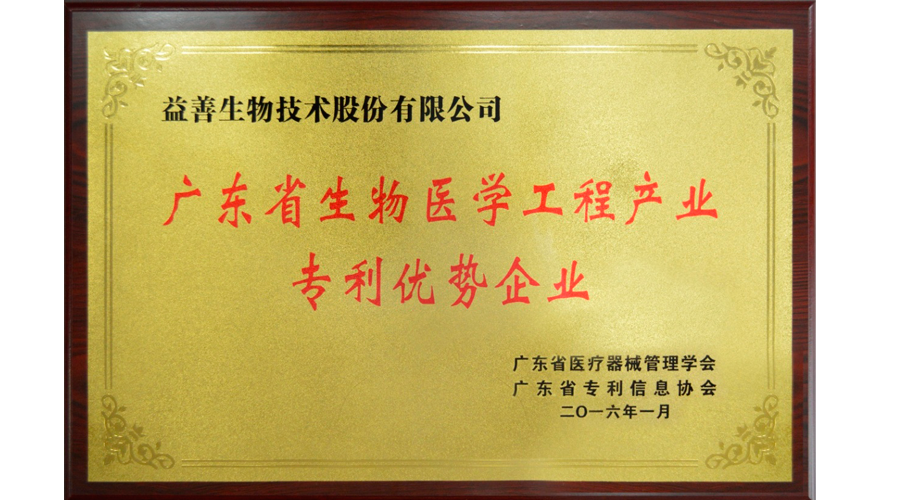 益善生物技术股份有限公司
广东省生物医学工程产业
专利优势企业
广东省医疗器械管理学会
广东省专利信息协会
二〇一六年一月